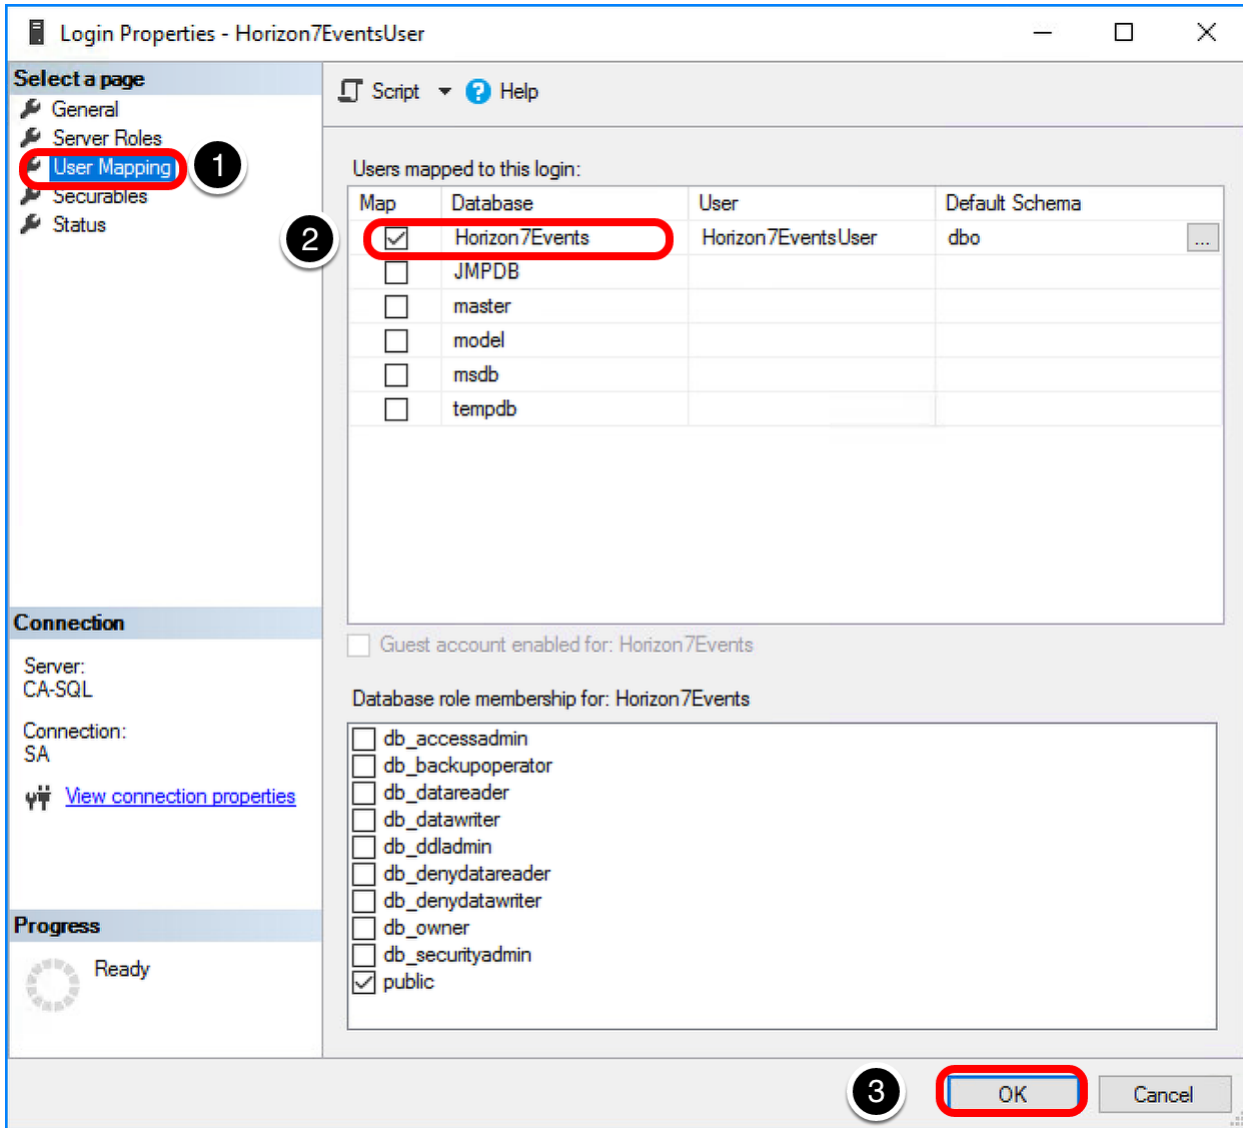 Login Properties - Horizon7EventsUser
Select a page
General
Server Roles
User Mapping
Securables
Status
1
Script Help
Users mapped to this login:
Map Database User Default Schema
2
Horizon7Events Horizon7EventsUser dbo ...
JMPDB
master
model
msdb
tempdb
Guest account enabled for: Horizon7Events
Database role membership for: Horizon7Events
db_accessadmin
db_backupoperator
db_datareader
db_datawriter
db_ddladmin
db_denydatareader
db_denydatawriter
db_owner
db_securityadmin
public
Connection
Server:
CA-SQL
Connection:
SA
View connection properties
Progress
Ready
3
OK Cancel